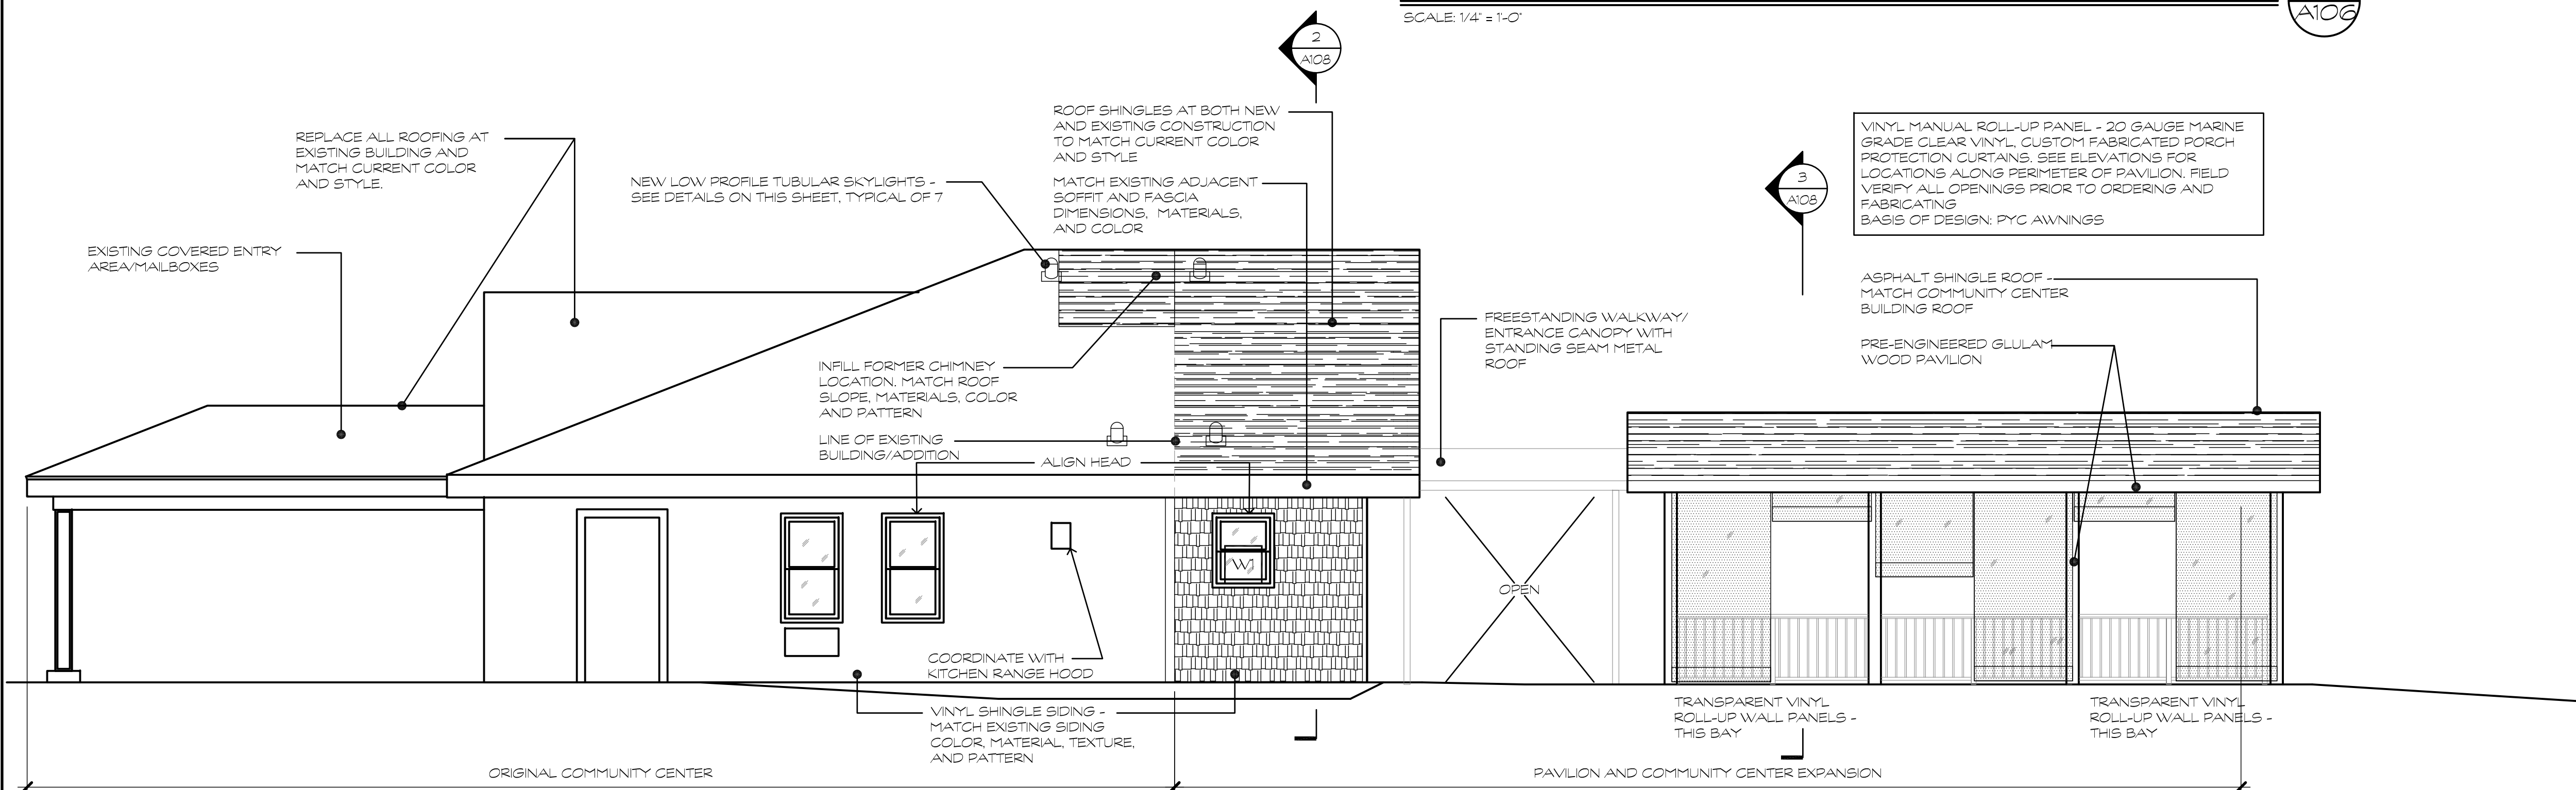 SCALE: 1/4" = 1'-0"
A106
2
A108
REPLACE ALL ROOFING AT
EXISTING BUILDING AND
MATCH CURRENT COLOR
AND STYLE.
EXISTING COVERED ENTRY
AREA/MAILBOXES
NEW LOW PROFILE TUBULAR SKYLIGHTS -
SEE DETAILS ON THIS SHEET, TYPICAL OF 7
ROOF SHINGLES AT BOTH NEW
AND EXISTING CONSTRUCTION
TO MATCH CURRENT COLOR
AND STYLE
MATCH EXISTING ADJACENT
SOFFIT AND FASCIA
DIMENSIONS, MATERIALS,
AND COLOR
3
A108
VINYL MANUAL ROLL-UP PANEL - 20 GAUGE MARINE
GRADE CLEAR VINYL, CUSTOM FABRICATED PORCH
PROTECTION CURTAINS. SEE ELEVATIONS FOR
LOCATIONS ALONG PERIMETER OF PAVILION. FIELD
VERIFY ALL OPENINGS PRIOR TO ORDERING AND
FABRICATING
BASIS OF DESIGN: PYC AWNINGS
ASPHALT SHINGLE ROOF -
MATCH COMMUNITY CENTER
BUILDING ROOF
PRE-ENGINEERED GLULAM
WOOD PAVILION
FREESTANDING WALKWAY/
ENTRANCE CANOPY WITH
STANDING SEAM METAL
ROOF
INFILL FORMER CHIMNEY
LOCATION. MATCH ROOF
SLOPE, MATERIALS, COLOR
AND PATTERN
LINE OF EXISTING
BUILDING/ADDITION
ALIGN HEAD
W1
OPEN
COORDINATE WITH
KITCHEN RANGE HOOD
VINYL SHINGLE SIDING -
MATCH EXISTING SIDING
COLOR, MATERIAL, TEXTURE,
AND PATTERN
TRANSPARENT VINYL
ROLL-UP WALL PANELS -
THIS BAY
TRANSPARENT VINYL
ROLL-UP WALL PANELS -
THIS BAY
ORIGINAL COMMUNITY CENTER
PAVILION AND COMMUNITY CENTER EXPANSION